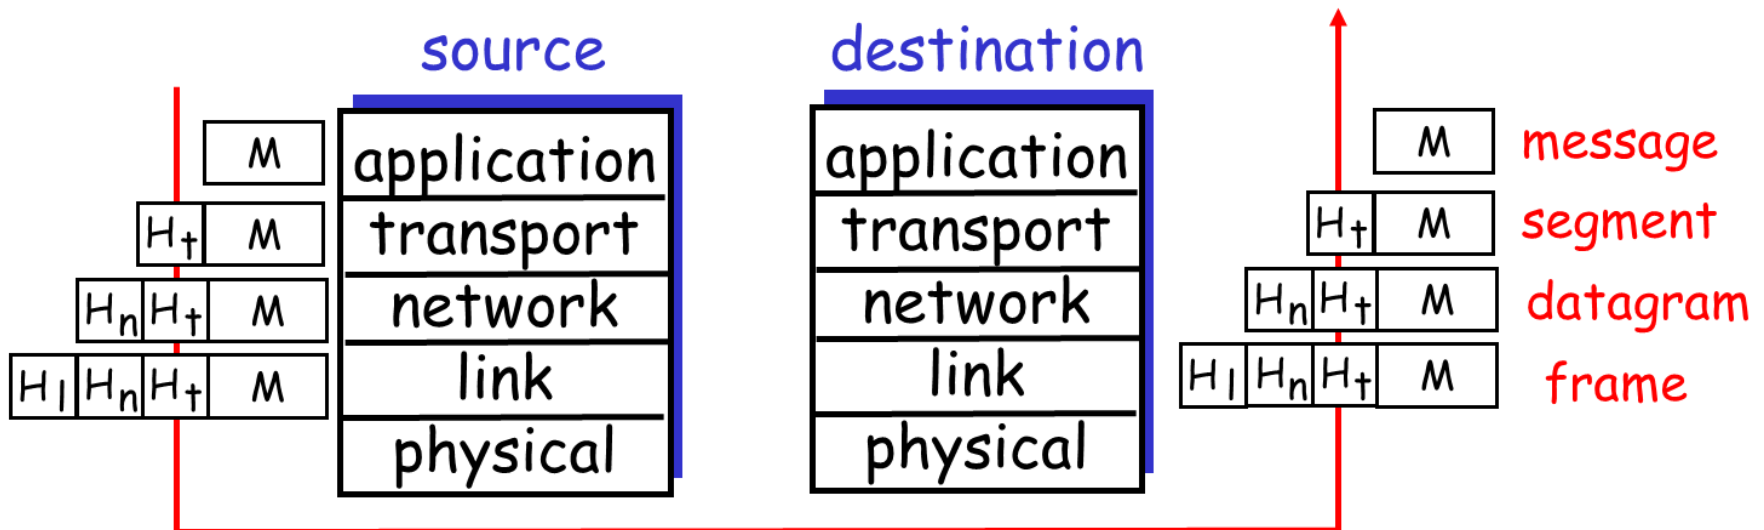 source destination
M application application M message
Ht M transport transport Ht M segment
Hn Ht M network network Hn Ht M datagram
Hl Hn Ht M link link Hl Hn Ht M frame
physical physical